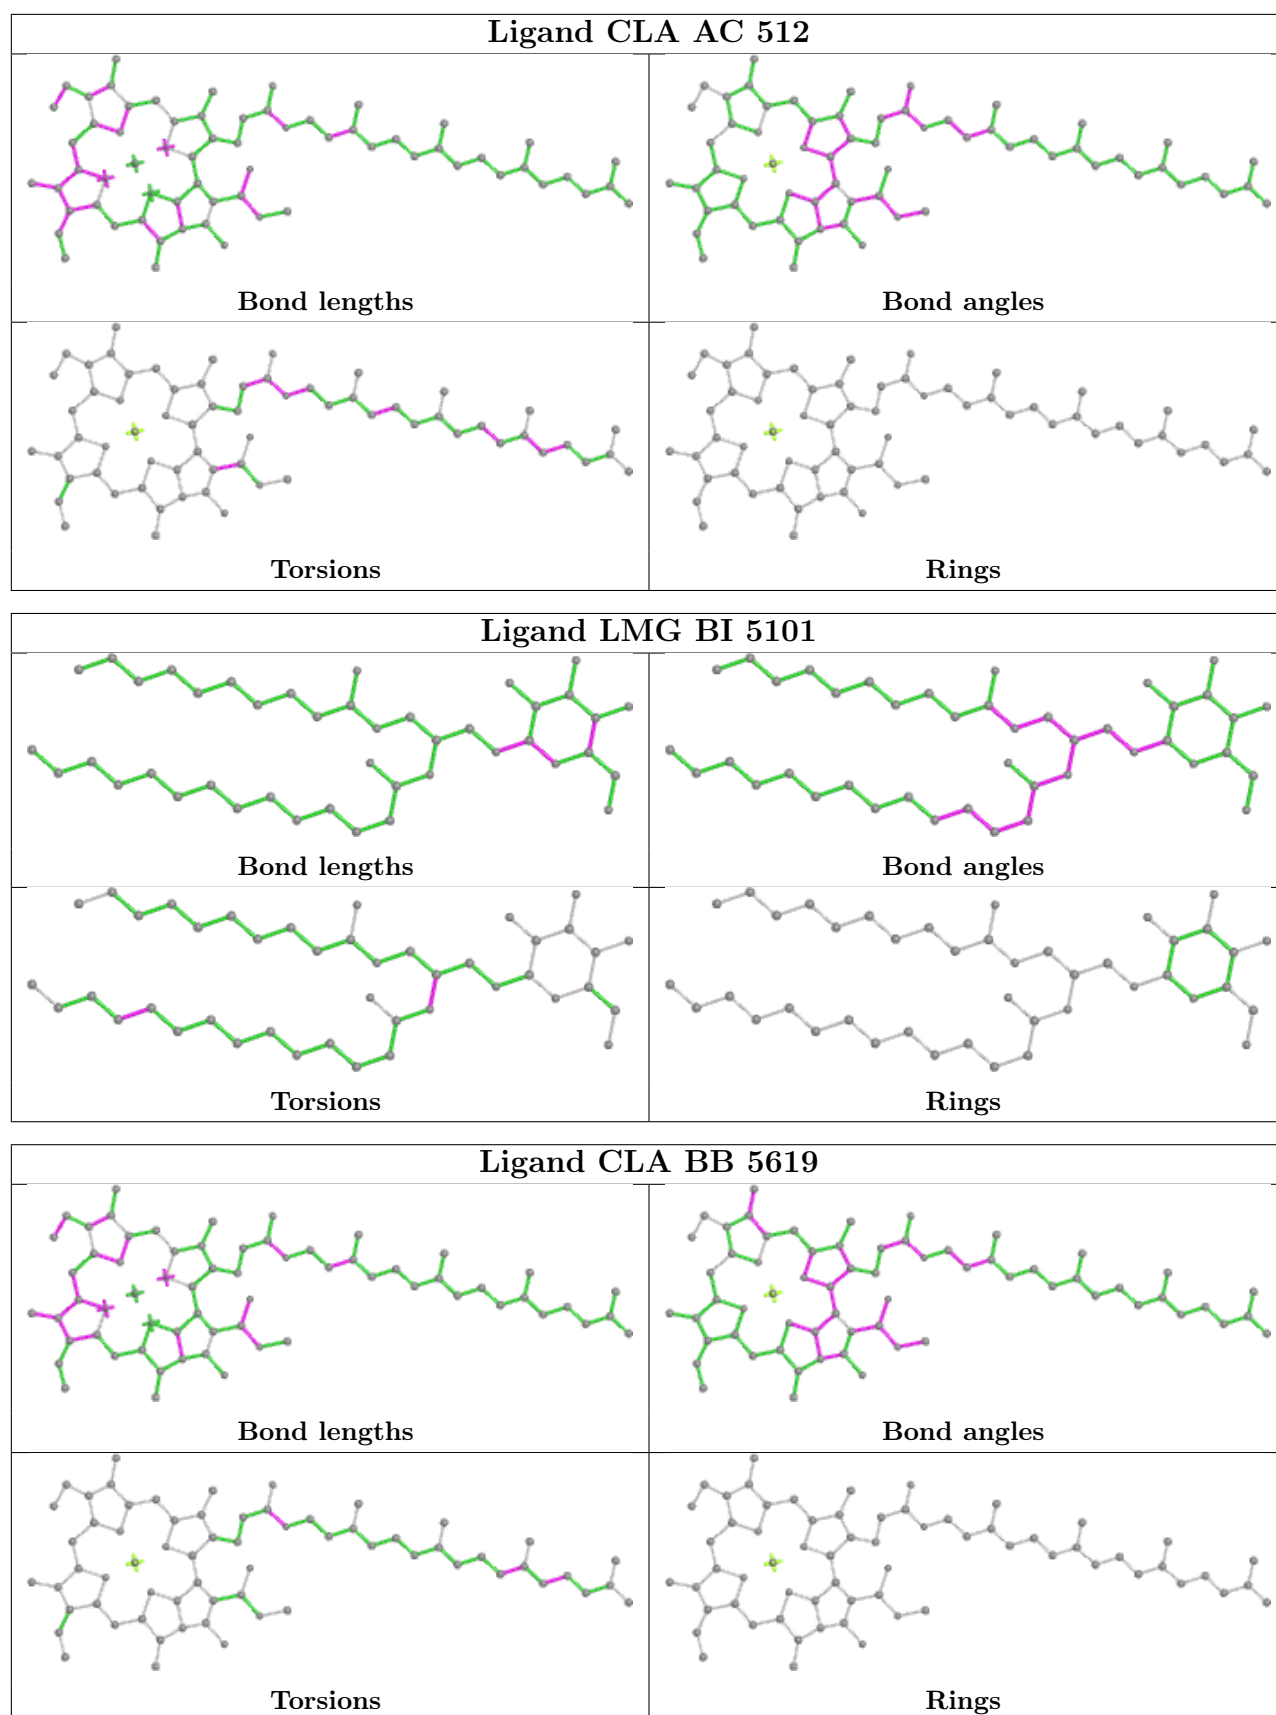 Ligand CLA AC 512
Bond lengths
Bond angles
Torsions
Rings
Ligand LMG BI 5101
Bond lengths
Bond angles
Torsions
Rings
Ligand CLA BB 5619
Bond lengths
Bond angles
Torsions
Rings